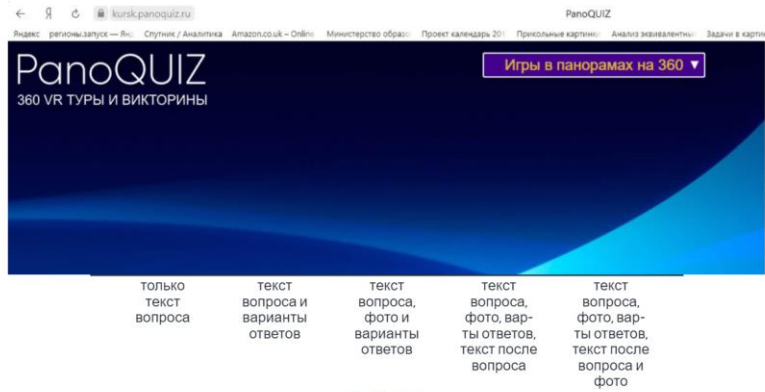 kursk.panoquiz.ru
PanoQUIZ
Яндекс регионы.запуск — Ян Спутник / Аналитика Amazon.co.uk – Online Министерство образо Проект календарь 201 Прикольные картинки Анализ эквивалентны Задачи в карти
PanoQUIZ
Игры в панорамах на 360 ▼
360 VR ТУРЫ И ВИКТОРИНЫ
только
текст
вопроса
текст
вопроса и
варианты
ответов
текст
вопроса,
фото и
варианты
ответов
текст
вопроса,
фото, вар-
ты ответов,
текст после
вопроса
текст
вопроса,
фото, вар-
ты ответов,
текст после
вопроса и
фото